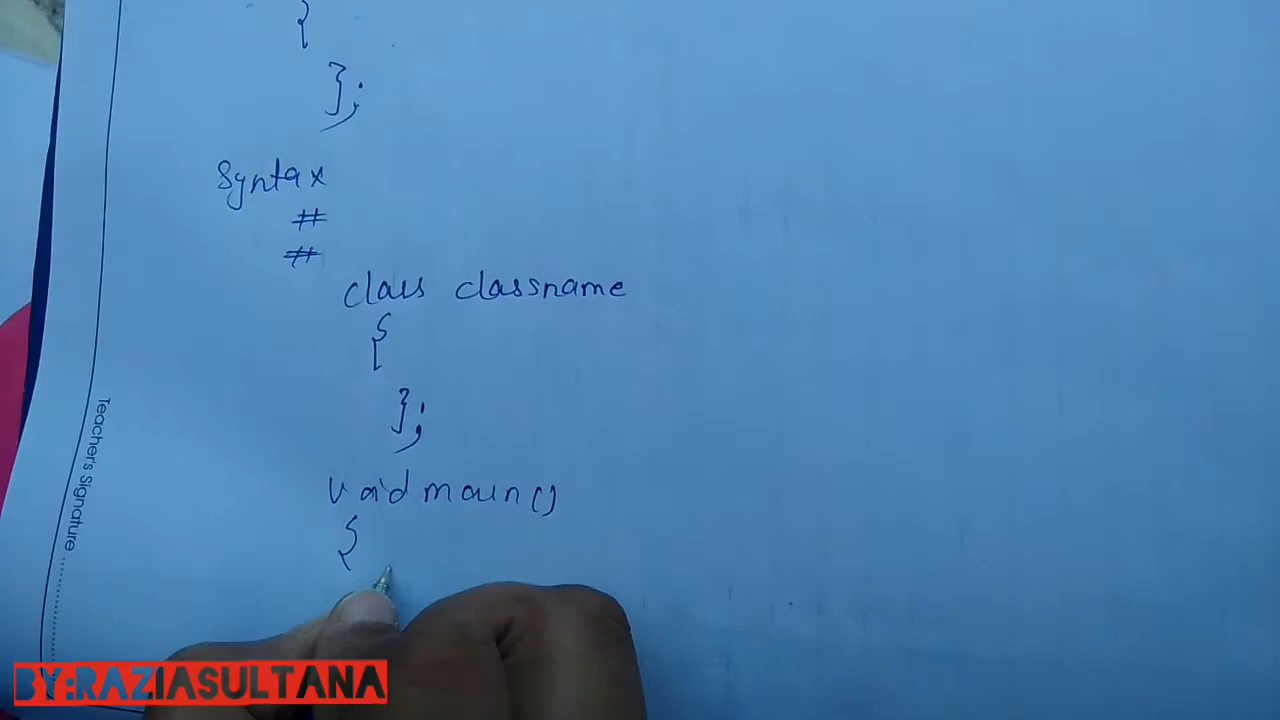 {
};
Syntax
#
#
class classname
{
};
void main()
{
Teacher's Signature ..............
BY:RAZIASULTANA